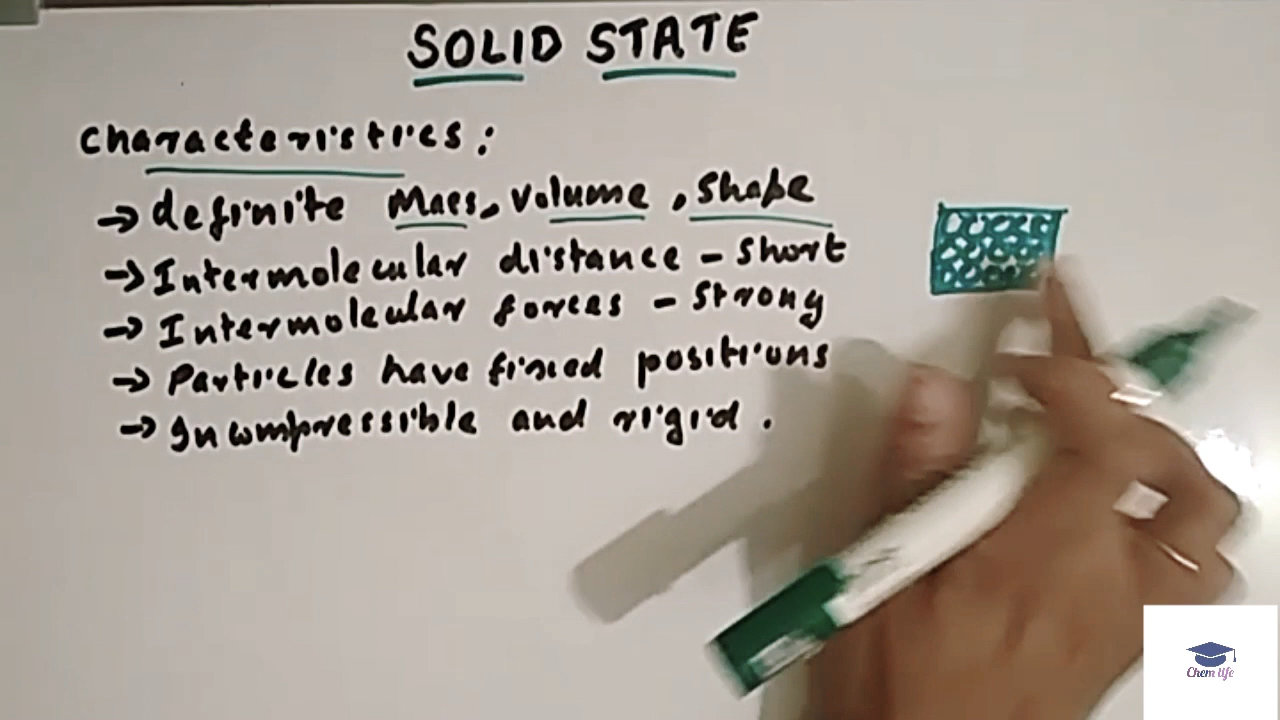 SOLID STATE
Characteristics:
→ definite Mass, Volume, Shape
→ Intermolecular distance - Short
→ Intermolecular forces - Strong
→ Particles have fixed positions
→ Incompressible and rigid.
Chem life